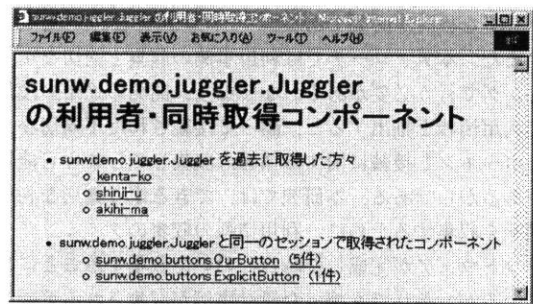 sunw.demo.juggler.Juggler の利用者・同時取得コンポーネント - Microsoft Internet Explorer
ファイル(F) 編集(E) 表示(V) お気に入り(A) ツール(T) ヘルプ(H)
sunw.demo.juggler.Juggler
の利用者・同時取得コンポーネント
• sunw.demo.juggler.Juggler を過去に取得した方々
○ kenta-ko
○ shinji-u
○ akihi-ma
• sunw.demo.juggler.Juggler と同一のセッションで取得されたコンポーネント
○ sunw.demo.buttons.OurButton (5件)
○ sunw.demo.buttons.ExplicitButton (1件)